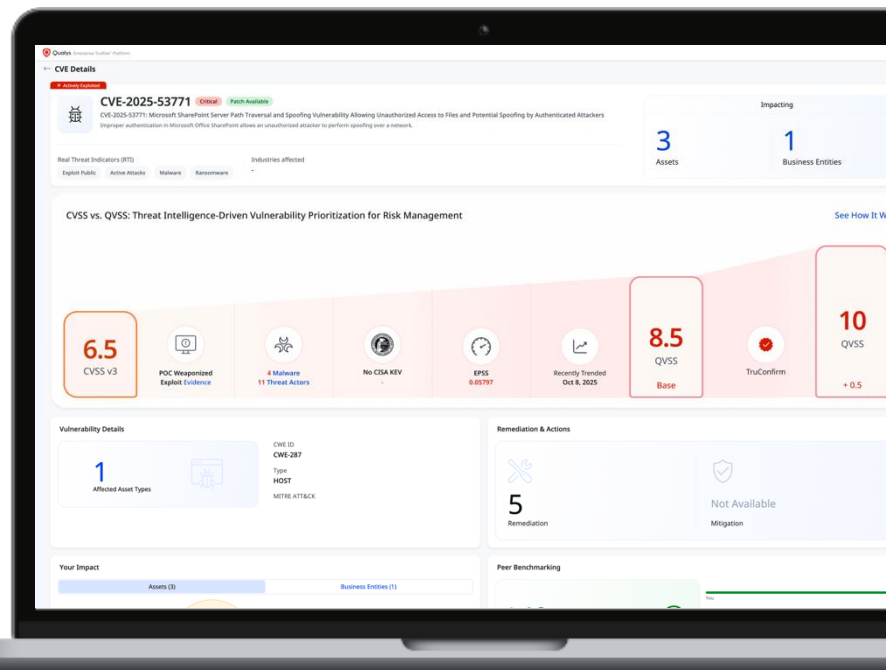 Qualys Enterprise TruRisk™ Platform
← CVE Details
Actively Exploited
CVE-2025-53771 Critical Patch Available
CVE-2025-53771: Microsoft SharePoint Server Path Traversal and Spoofing Vulnerability Allowing Unauthorized Access to Files and Potential Spoofing by Authenticated Attackers
Improper authentication in Microsoft Office SharePoint allows an unauthorized attacker to perform spoofing over a network.
Real Threat Indicators (RTI)
Exploit Public Active Attacks Malware Ransomware
Industries affected
-
Impacting
3
Assets
1
Business Entities
CVSS vs. QVSS: Threat Intelligence-Driven Vulnerability Prioritization for Risk Management
See How It W
6.5
CVSS v3
POC Weaponized
Exploit Evidence
4 Malware
11 Threat Actors
No CISA KEV
-
EPSS
0.05797
Recently Trended
Oct 8, 2025
8.5
QVSS
Base
TruConfirm
10
QVSS
+ 0.5
Vulnerability Details
1
Affected Asset Types
CWE ID
CWE-287
Type
HOST
MITRE ATT&CK
Remediation & Actions
5
Remediation
Not Available
Mitigation
Your Impact
Assets (3)
Business Entities (1)
Peer Benchmarking
You